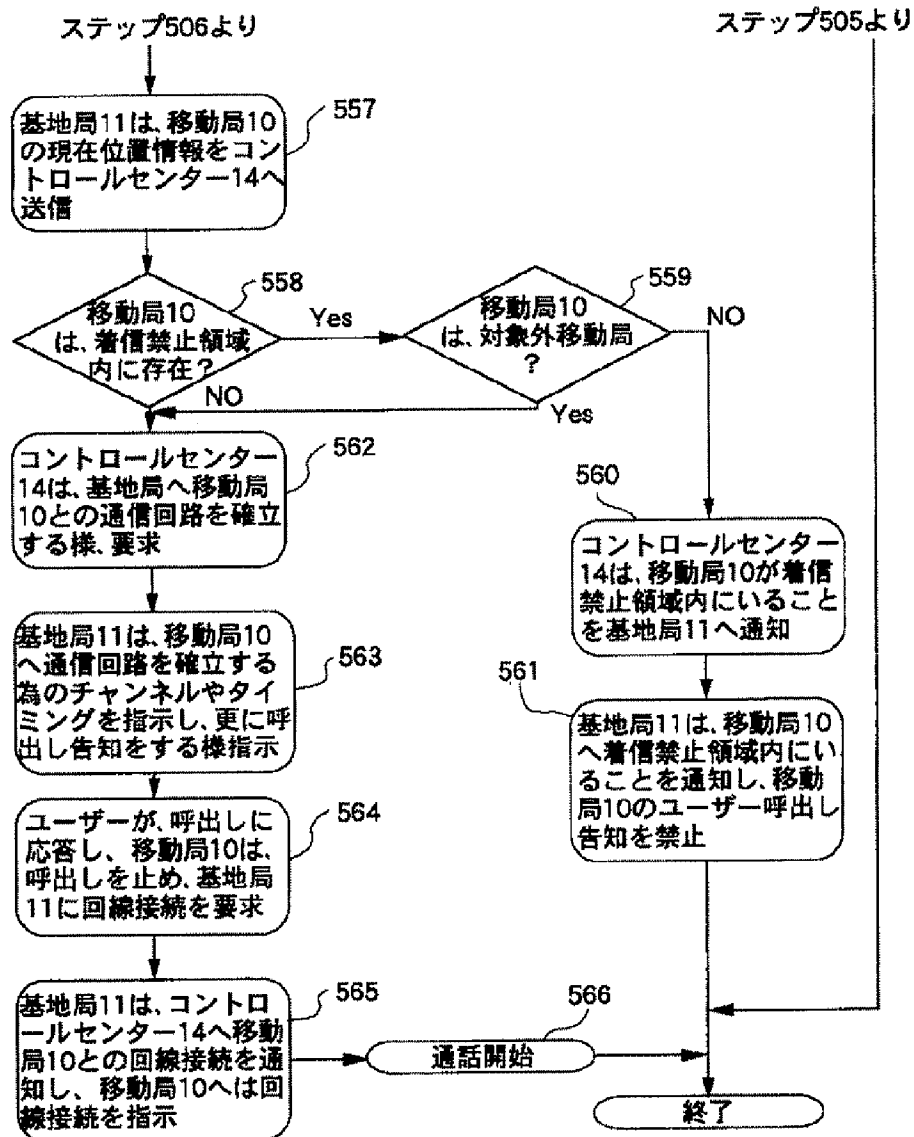 ステップ506より
ステップ505より
557
基地局11は、移動局10
の現在位置情報をコン
トロールセンター14へ
送信
558
移動局10
は、着信禁止領域
内に存在？
Yes
NO
559
移動局10
は、対象外移動局
？
NO
Yes
562
コントロールセンター
14は、基地局へ移動局
10との通信回路を確立
する様、要求
560
コントロールセンター
14は、移動局10が着信
禁止領域内にいること
を基地局11へ通知
563
基地局11は、移動局10
へ通信回路を確立する
為のチャンネルやタイ
ミングを指示し、更に呼
出し告知をする様指示
561
基地局11は、移動局10
へ着信禁止領域内にい
ることを通知し、移動
局10のユーザー呼出し
告知を禁止
564
ユーザーが、呼出しに
応答し、移動局10は、
呼出しを止め、基地局
11に回線接続を要求
565
基地局11は、コントロ
ールセンター14へ移動
局10との回線接続を通
知し、移動局10へは回
線接続を指示
566
通話開始
終了